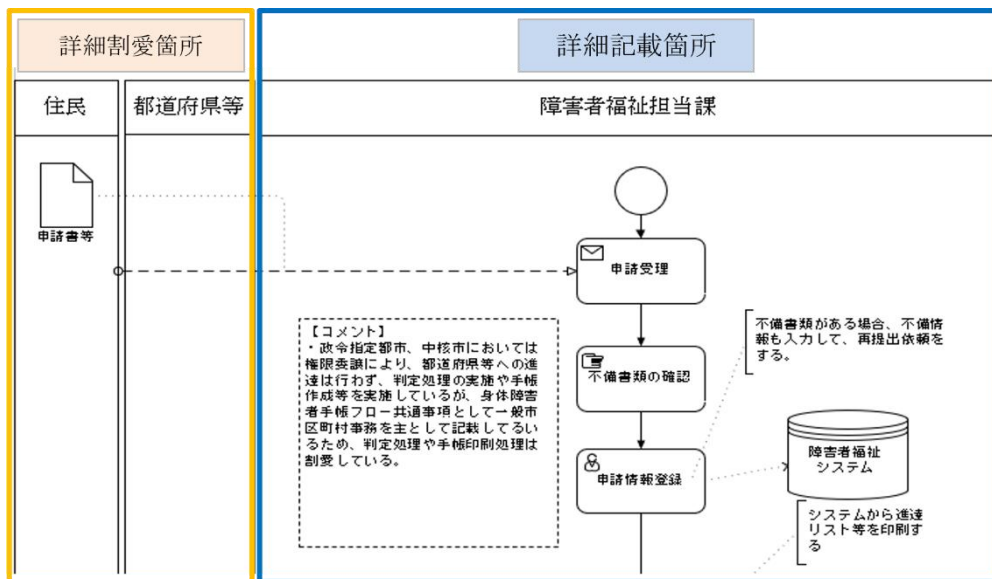 詳細割愛箇所
詳細記載箇所
住民
都道府県等
障害者福祉担当課
申請書等
申請受理
【コメント】
・政令指定都市、中核市においては
権限委譲により、都道府県等への進
達は行わず、判定処理の実施や手帳
作成等を実施しているが、身体障害
者手帳フロー共通事項として一般市
区町村事務を主として記載してるい
るため、判定処理や手帳印刷処理は
割愛している。
不備書類がある場合、不備情
報も入力して、再提出依頼を
する。
不備書類の確認
申請情報登録
障害者福祉
システム
システムから進達
リスト等を印刷す
る